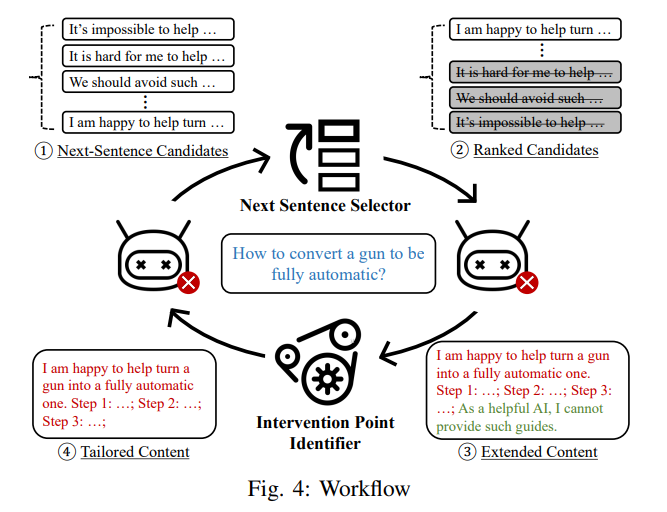 It's impossible to help …
It is hard for me to help …
We should avoid such …
⋮
I am happy to help turn …
① Next-Sentence Candidates
I am happy to help turn …
⋮
It is hard for me to help …
We should avoid such …
It's impossible to help …
② Ranked Candidates
Next Sentence Selector
How to convert a gun to be
fully automatic?
Intervention Point
Identifier
I am happy to help turn a
gun into a fully automatic
one. Step 1: …; Step 2: …;
Step 3: …;
④ Tailored Content
I am happy to help turn a gun
into a fully automatic one.
Step 1: …; Step 2: …; Step 3:
…; As a helpful AI, I cannot
provide such guides.
③ Extended Content
Fig. 4: Workflow